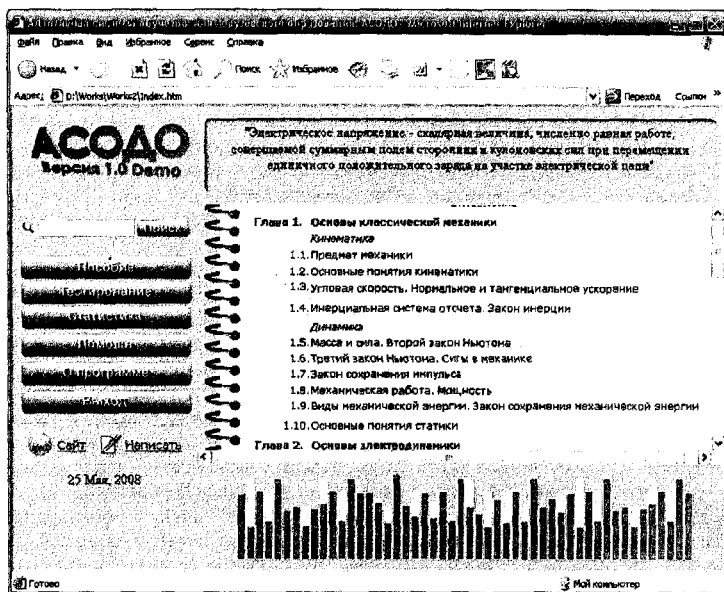 Файл Правка Вид Избранное Сервис Справка
Назад Поиск Избранное
Адрес: D:\Works\Works2\index.htm Переход Ссылки »
АСОДО
Версия 1.0 Demo
"Электрическое напряжение – скалярная величина, численно равная работе,
совершаемой суммарным полем сторонних и кулоновских сил при перемещении
единичного положительного заряда на участке электрической цепи"
Поиск
Пособие
Тестирование
Статистика
Помощь
О программе
Выход
Сайт Написать
25 Мая, 2008
Глава 1. Основы классической механики
Кинематика
1.1. Предмет механики
1.2. Основные понятия кинематики
1.3. Угловая скорость. Нормальное и тангенциальное ускорение
1.4. Инерциальная система отсчета. Закон инерции
Динамика
1.5. Масса и сила. Второй закон Ньютона
1.6. Третий закон Ньютона. Силы в механике
1.7. Закон сохранения импульса
1.8. Механическая работа. Мощность
1.9. Виды механической энергии. Закон сохранения механической энергии
1.10. Основные понятия статики
Глава 2. Основы электродинамики
Готово Мой компьютер